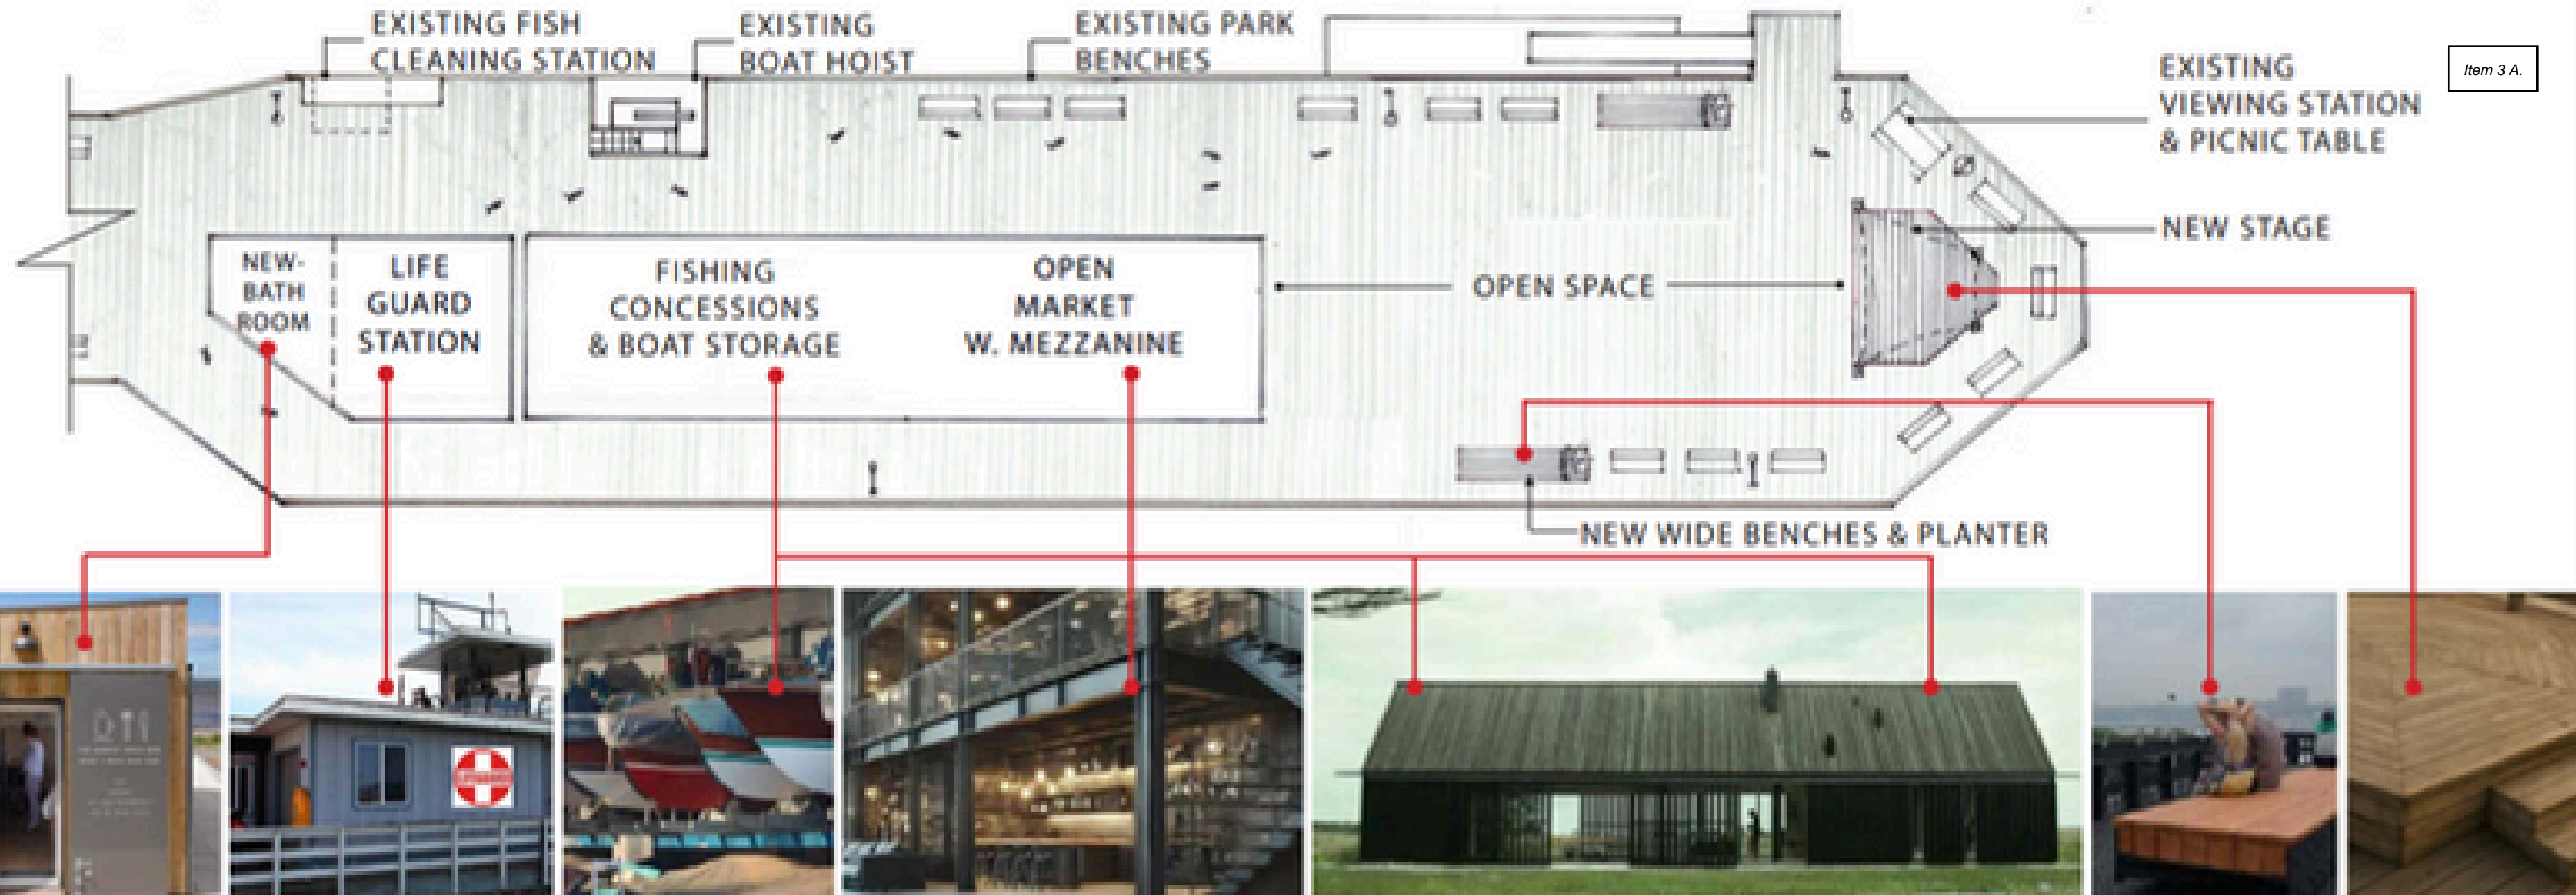 EXISTING FISH
CLEANING STATION
EXISTING
BOAT HOIST
EXISTING PARK
BENCHES
EXISTING
VIEWING STATION
& PICNIC TABLE
Item 3 A.
NEW STAGE
NEW-
BATH
ROOM
LIFE
GUARD
STATION
FISHING
CONCESSIONS
& BOAT STORAGE
OPEN
MARKET
W. MEZZANINE
OPEN SPACE
NEW WIDE BENCHES & PLANTER